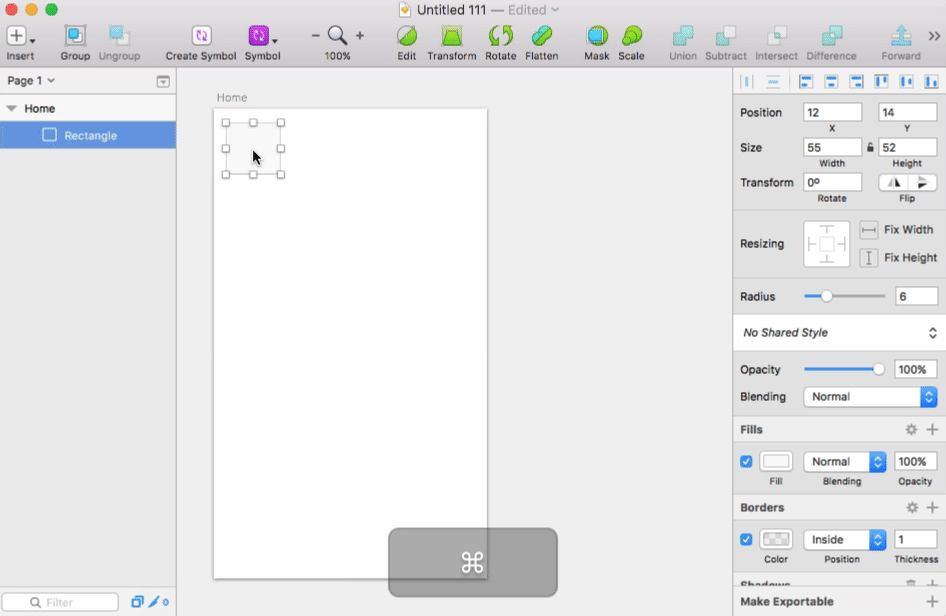 Untitled 111 — Edited
Insert
Group
Ungroup
Create Symbol
Symbol
100%
Edit
Transform
Rotate
Flatten
Mask
Scale
Union
Subtract
Intersect
Difference
Forward
Page 1
Home
Rectangle
Home
⌘
Filter
0
Position
12
14
X
Y
Size
55
52
Width
Height
Transform
0º
Rotate
Flip
Resizing
Fix Width
Fix Height
Radius
6
No Shared Style
Opacity
100%
Blending
Normal
Fills
Normal
100%
Fill
Blending
Opacity
Borders
Inside
1
Color
Position
Thickness
Shadows
Make Exportable